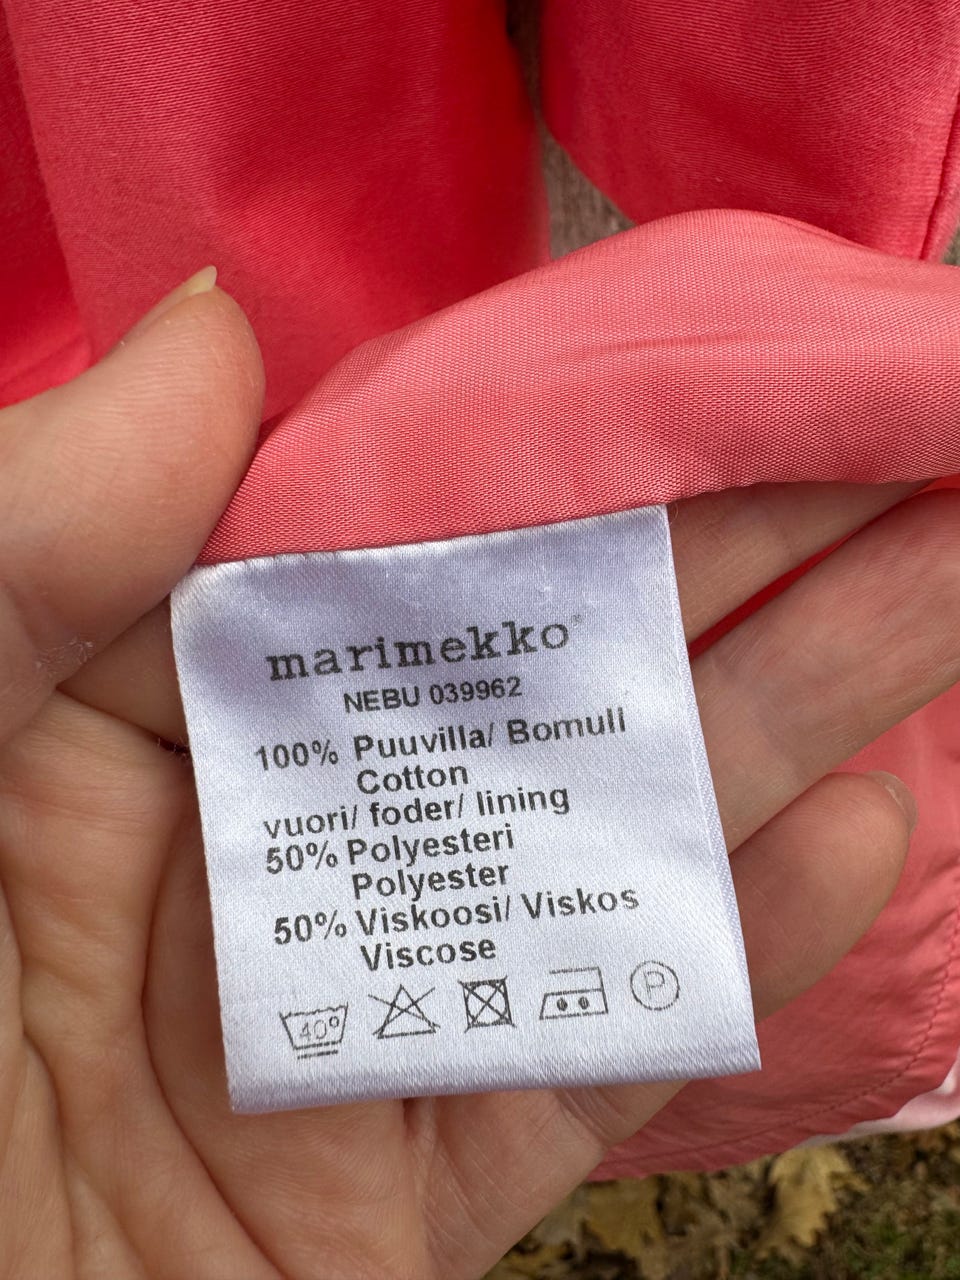 marimekko®
NEBU 039962
100% Puuvilla/ Bomull
Cotton
vuori/ foder/ lining
50% Polyesteri
Polyester
50% Viskoosi/ Viskos
Viscose
40° P